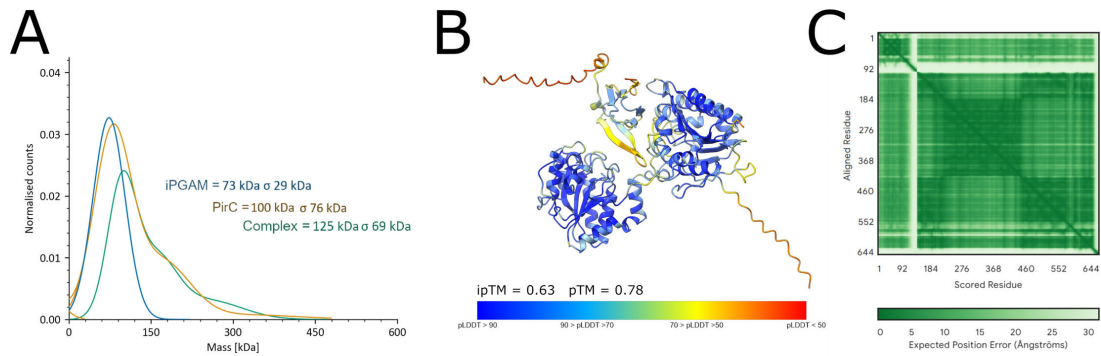 A
Normalised counts
0.04
0.03
0.02
0.01
0.00
iPGAM = 73 kDa σ 29 kDa
PirC = 100 kDa σ 76 kDa
Complex = 125 kDa σ 69 kDa
0
150
300
450
600
Mass [kDa]
B
ipTM = 0.63 pTM = 0.78
pLDDT > 90
90 > pLDDT >70
70 > pLDDT >50
pLDDT < 50
C
Aligned Residue
1
92
184
276
368
460
552
644
1
92
184
276
368
460
552
644
Scored Residue
0
5
10
15
20
25
30
Expected Position Error (Ångströms)